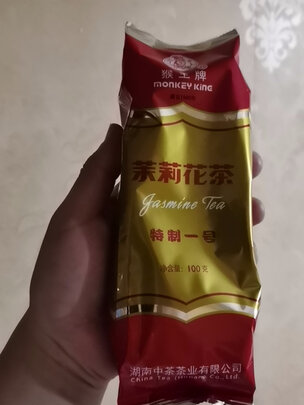 猴王牌
MONKEY KING
茉莉花茶
Jasmine Tea
特制一号
净含量: 100克
湖南中茶茶业有限公司
China Tea (Hunan) Co., Ltd.